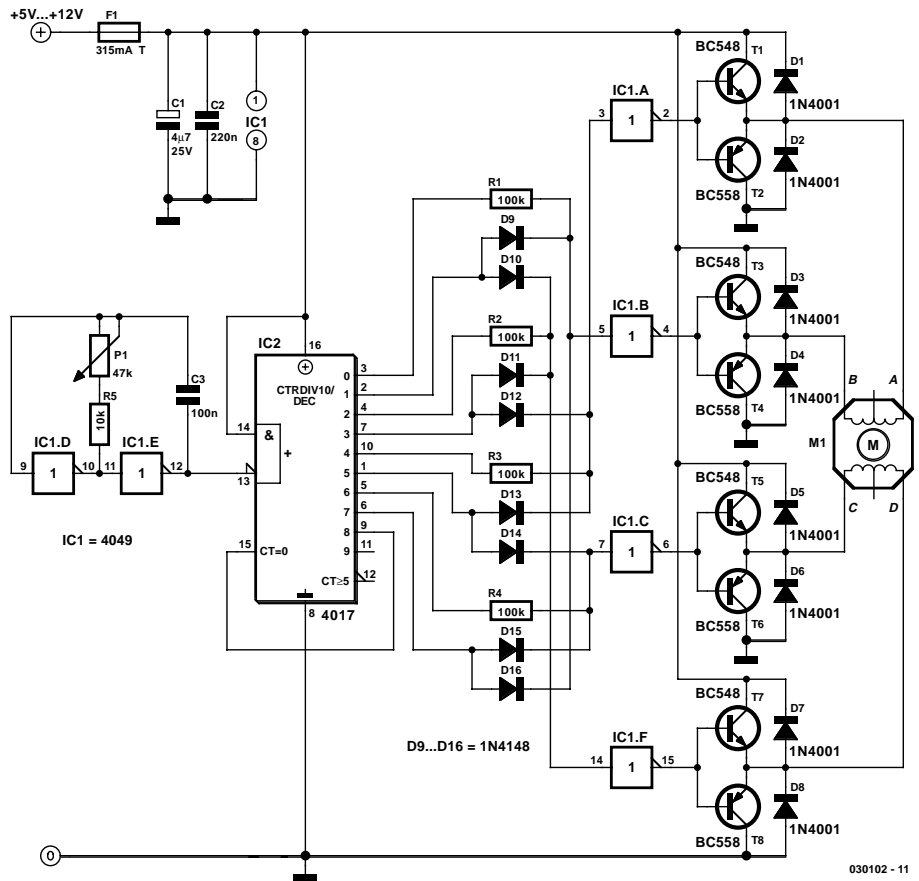 +5V...+12V
F1
315mA T
C1
4µ7
25V
C2
220n
1
IC1
8
BC548
T1
D1
1N4001
IC1.A
3
1
2
D2
1N4001
BC558
T2
R1
100k
D9
D10
BC548
T3
D3
1N4001
IC1.B
5
1
4
D4
1N4001
BC558
T4
R2
100k
D11
D12
P1
47k
R5
10k
C3
100n
IC1.D
9
1
10
IC1.E
11
1
12
IC1 = 4049
IC2
16
CTRDIV10/
DEC
14
&
+
13
15
CT=0
0
3
1
2
2
4
3
7
4
10
5
1
6
5
7
6
8
9
9
11
CT≥5
12
8
4017
R3
100k
D13
D14
R4
100k
D15
D16
D9...D16 = 1N4148
B
A
M1
M
C
D
BC548
T5
D5
1N4001
IC1.C
7
1
6
D6
1N4001
BC558
T6
BC548
T7
D7
1N4001
IC1.F
14
1
15
D8
1N4001
BC558
T8
0
030102 - 11